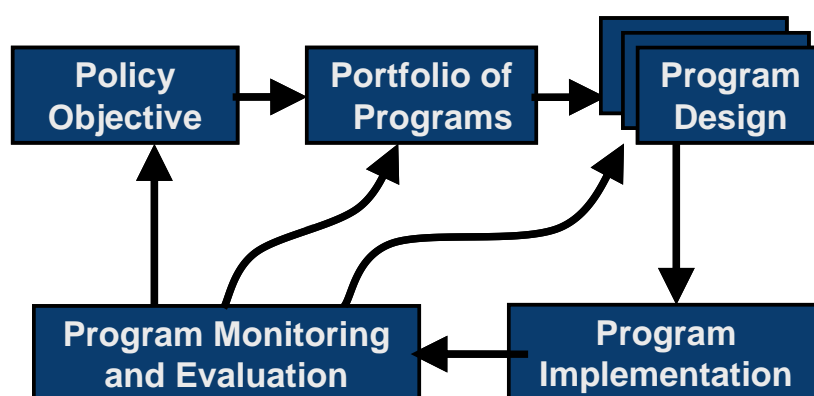 Policy
Objective
Portfolio of
Programs
Program
Design
Program Monitoring
and Evaluation
Program
Implementation